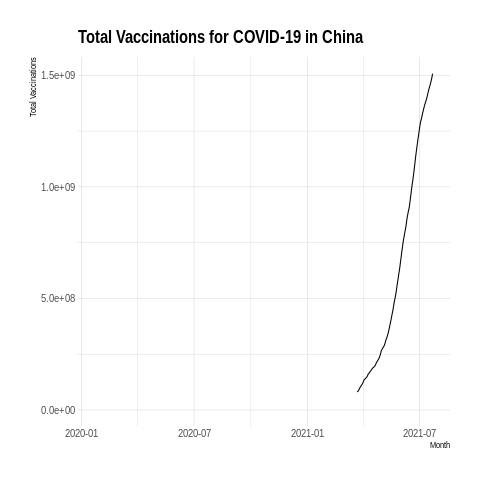 Total Vaccinations for COVID-19 in China
Total Vaccinations
1.5e+09
1.0e+09
5.0e+08
0.0e+00
2020-01 2020-07 2021-01 2021-07
Month